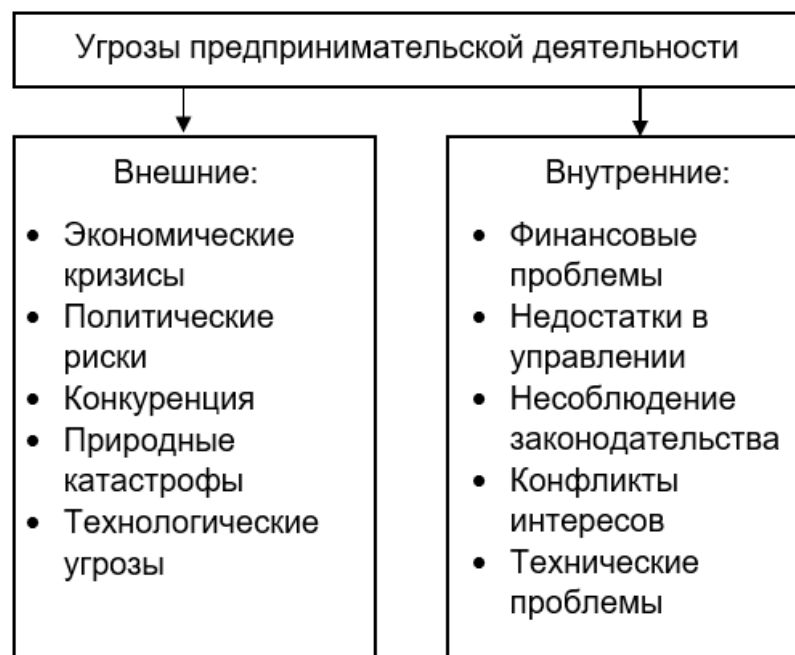 Угрозы предпринимательской деятельности
Внешние:
• Экономические
кризисы
• Политические
риски
• Конкуренция
• Природные
катастрофы
• Технологические
угрозы
Внутренние:
• Финансовые
проблемы
• Недостатки в
управлении
• Несоблюдение
законодательства
• Конфликты
интересов
• Технические
проблемы